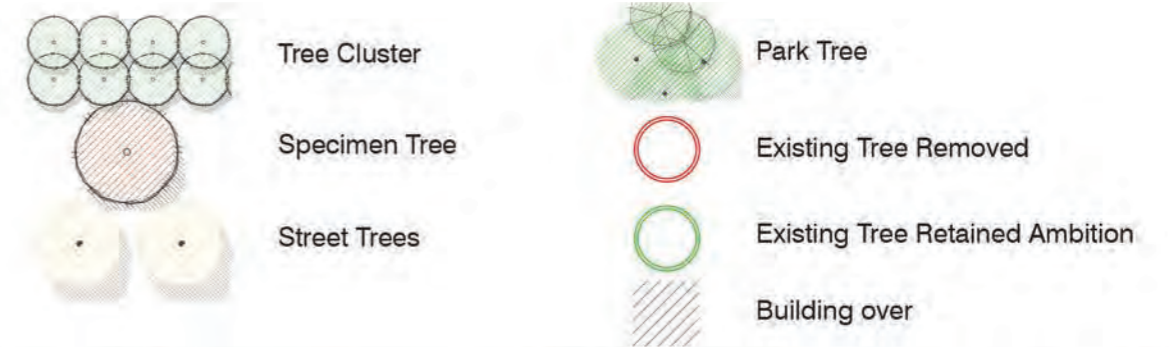 Tree Cluster
Specimen Tree
Street Trees
Park Tree
Existing Tree Removed
Existing Tree Retained Ambition
Building over